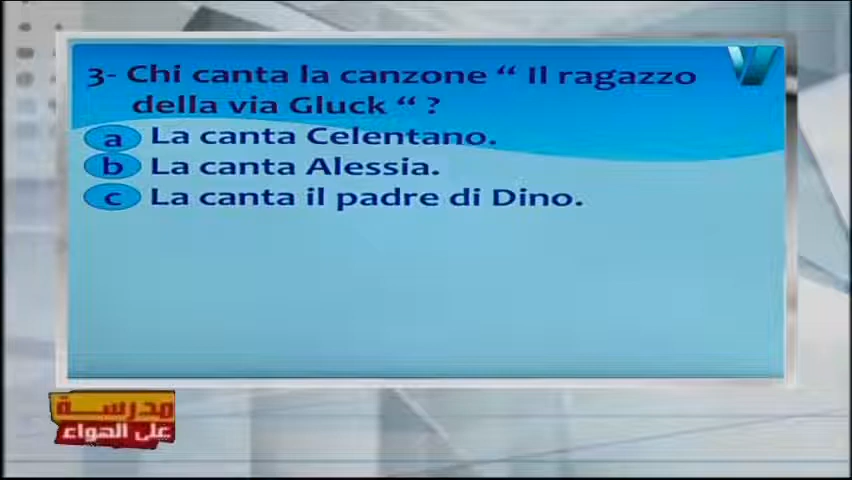 3- Chi canta la canzone “ Il ragazzo
della via Gluck “ ?
a La canta Celentano.
b La canta Alessia.
c La canta il padre di Dino.
مدرسة
على الهواء